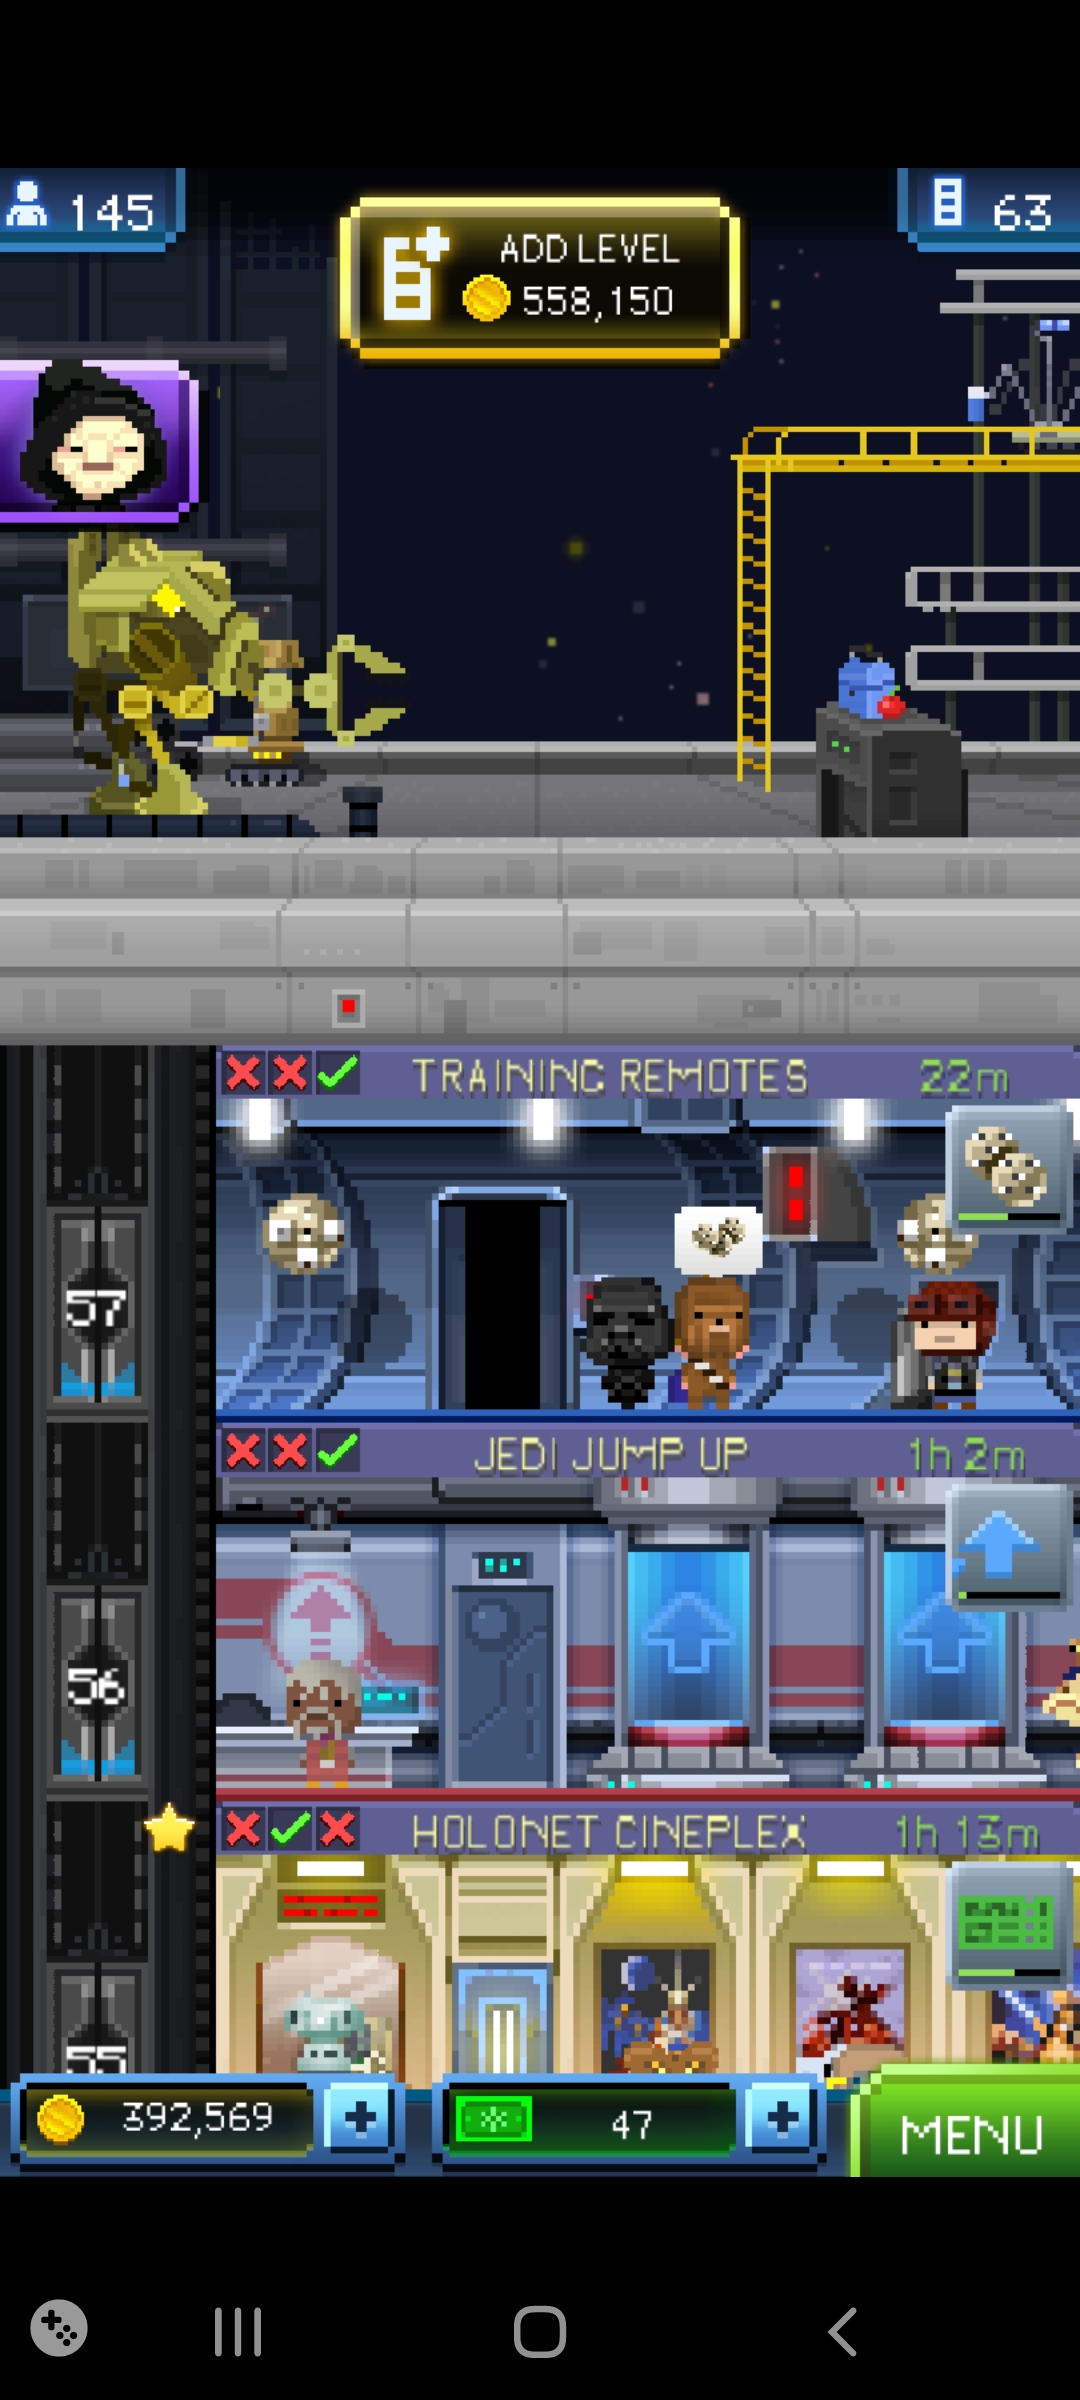 145
ADD LEVEL
558,150
63
TRAINING REMOTES
22m
57
JEDI JUMP UP
1h 2m
56
HOLONET CINEPLEX
1h 13m
55
392,569
47
MENU